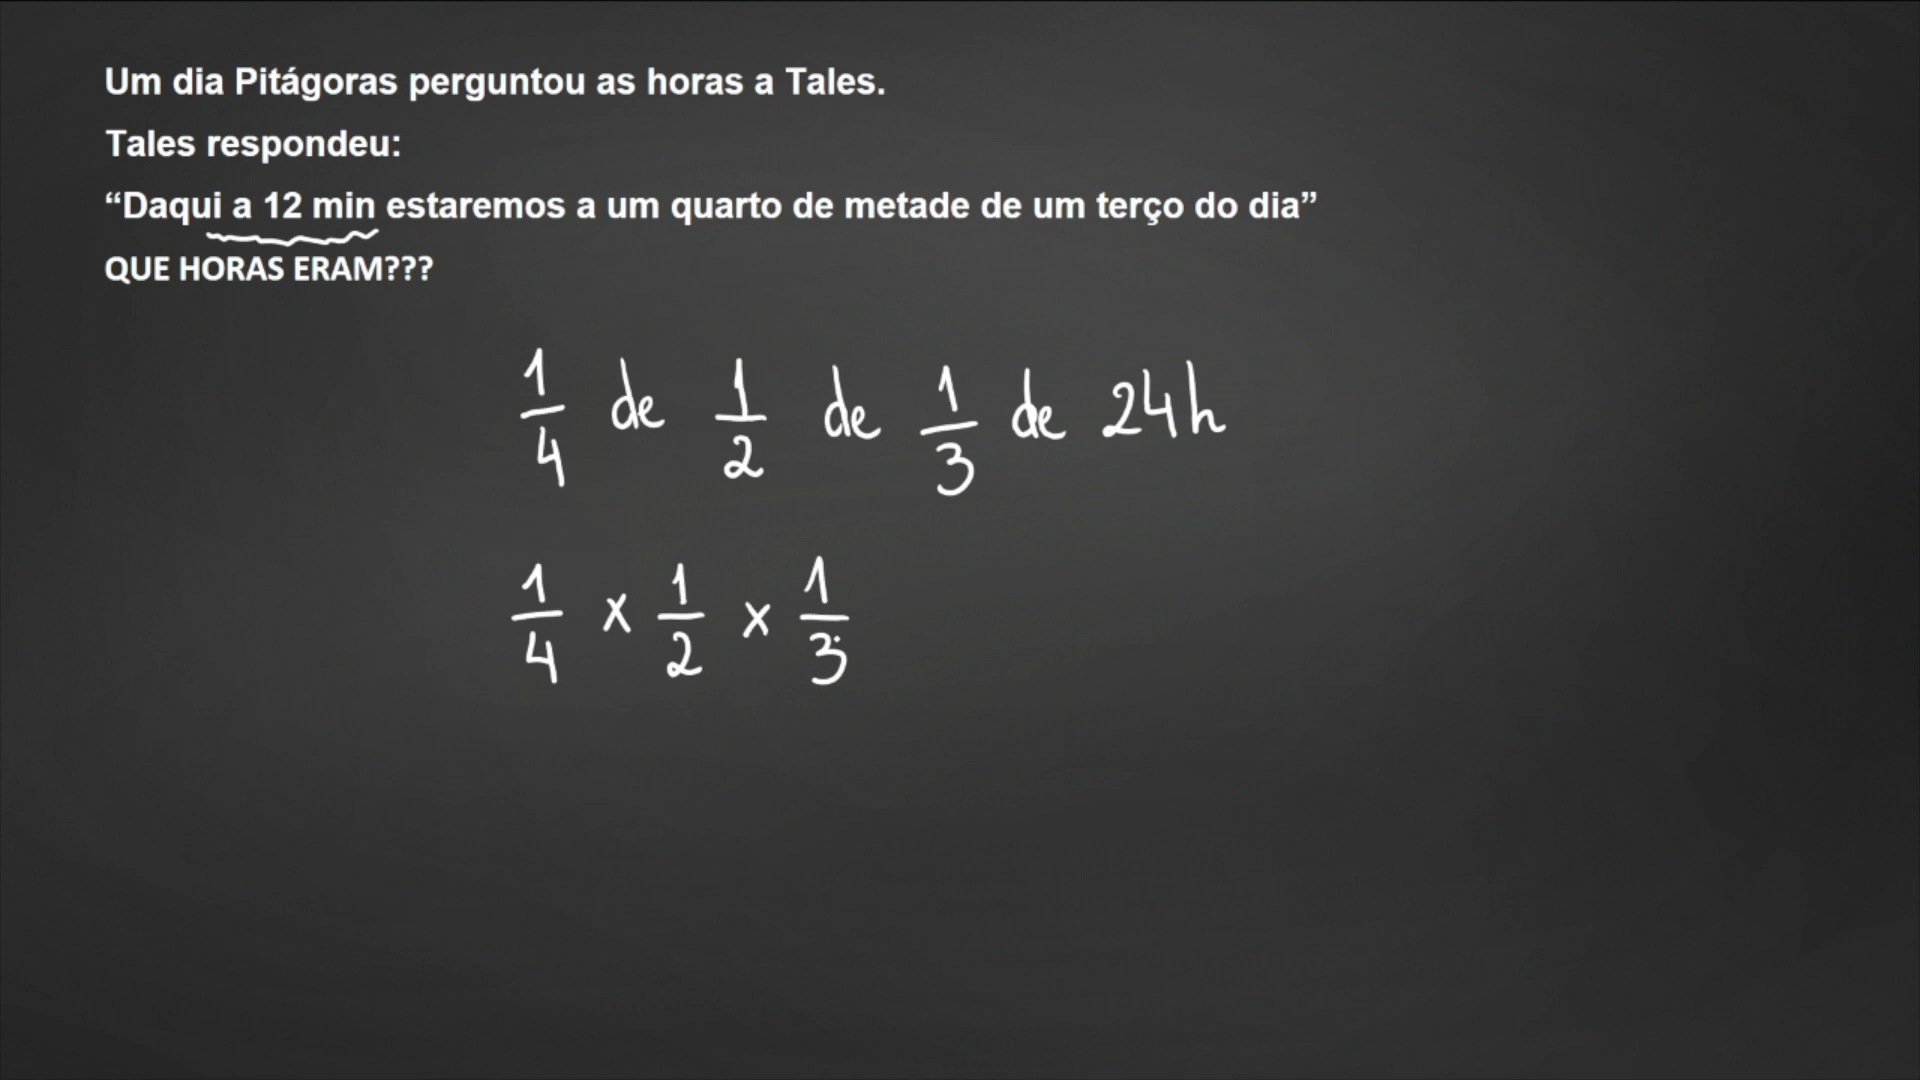 Um dia Pitágoras perguntou as horas a Tales.
Tales respondeu:
“Daqui a 12 min estaremos a um quarto de metade de um terço do dia”
QUE HORAS ERAM???
1/4 de 1/2 de 1/3 de 24h
1/4 x 1/2 x 1/3